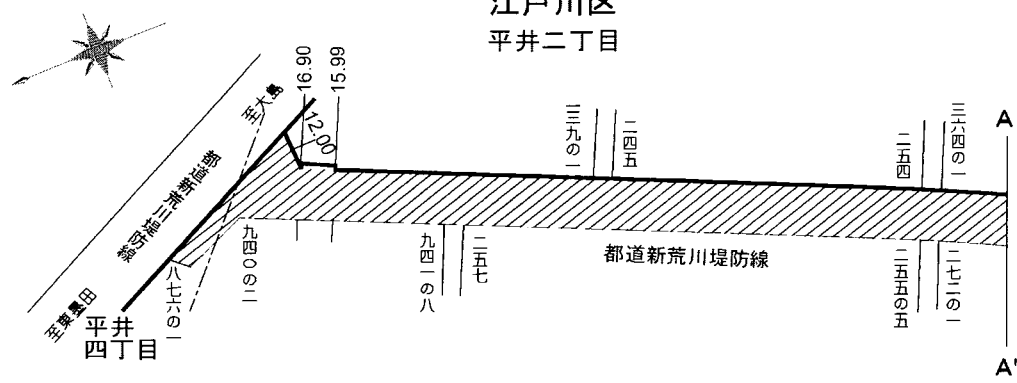 江戸川区
平井二丁目
16.90
15.99
12.00
至大島
都道新荒川堤防線
至東墨田
平井
四丁目
八七六の一
九四〇の二
九四一の八
二五七
二三九の一
二四五
都道新荒川堤防線
二五四
三六四の一
二五五の五
二七二の一
A
A'